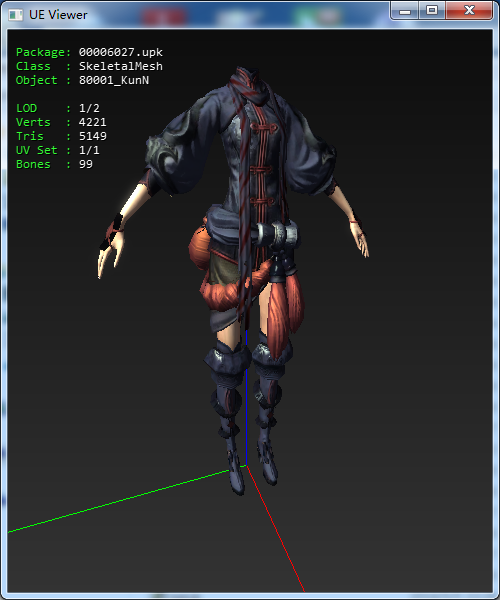 UE Viewer
Package: 00006027.upk
Class : SkeletalMesh
Object : 80001_KunN
LOD : 1/2
Verts : 4221
Tris : 5149
UV Set : 1/1
Bones : 99